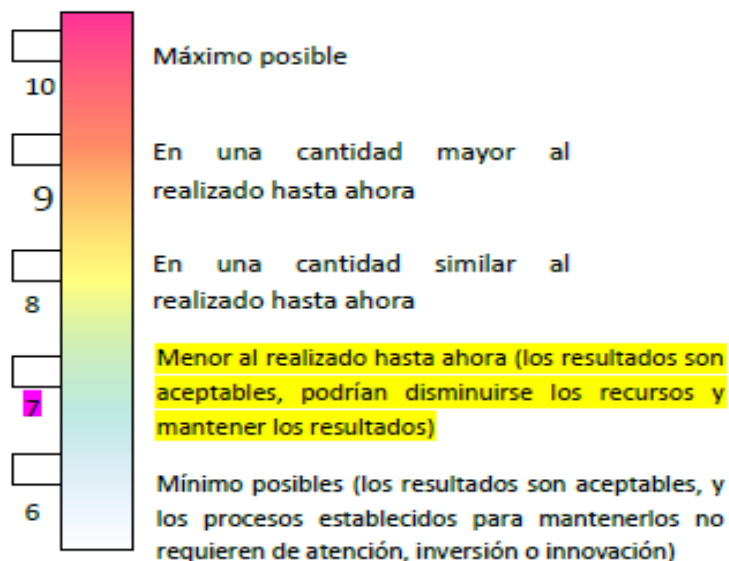 Máximo posible
10
En una cantidad mayor al
9
realizado hasta ahora
En una cantidad similar al
8
realizado hasta ahora
Menor al realizado hasta ahora (los resultados son
aceptables, podrían disminuirse los recursos y
7
mantener los resultados)
Mínimo posibles (los resultados son aceptables, y
6
los procesos establecidos para mantenerlos no
requieren de atención, inversión o innovación)